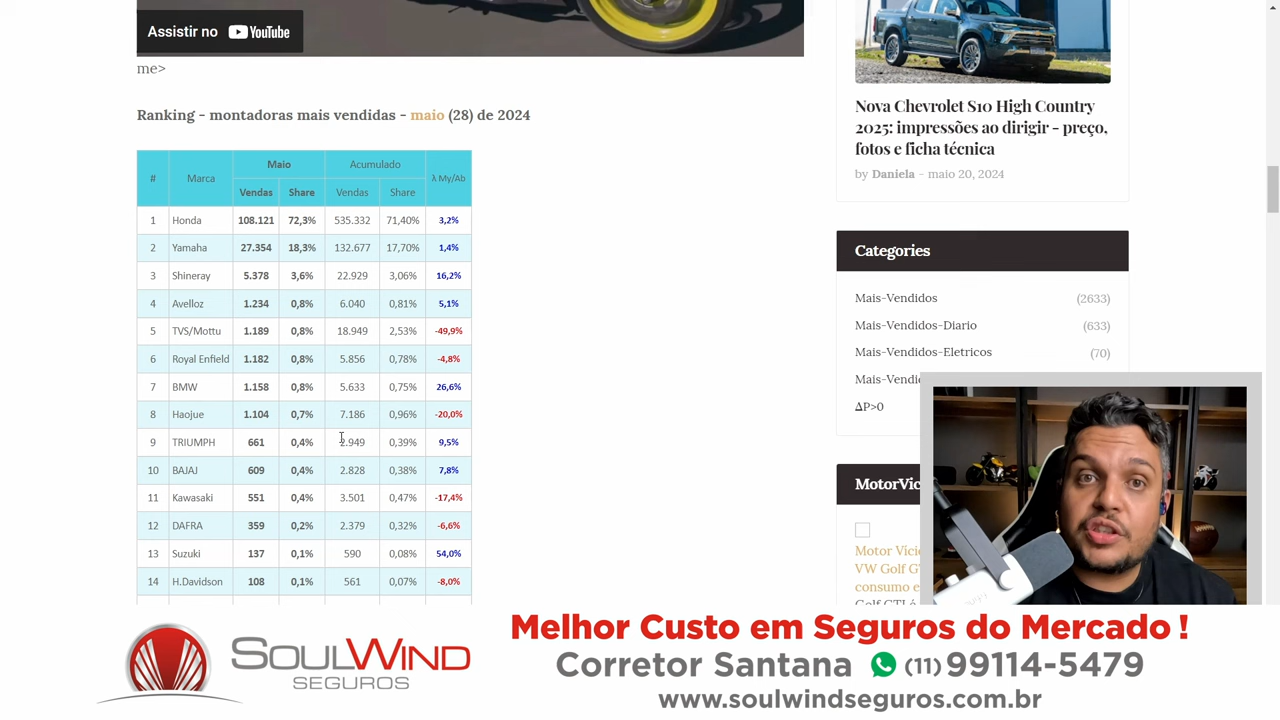 Assistir no YouTube
me>
Ranking - montadoras mais vendidas - maio (28) de 2024
# Marca Maio Acumulado λ My/Ab
Vendas Share Vendas Share
1 Honda 108.121 72,3% 535.332 71,40% 3,2%
2 Yamaha 27.354 18,3% 132.677 17,70% 1,4%
3 Shineray 5.378 3,6% 22.929 3,06% 16,2%
4 Avelloz 1.234 0,8% 6.040 0,81% 5,1%
5 TVS/Mottu 1.189 0,8% 18.949 2,53% -49,9%
6 Royal Enfield 1.182 0,8% 5.856 0,78% -4,8%
7 BMW 1.158 0,8% 5.633 0,75% 26,6%
8 Haojue 1.104 0,7% 7.186 0,96% -20,0%
9 TRIUMPH 661 0,4% 2.949 0,39% 9,5%
10 BAJAJ 609 0,4% 2.828 0,38% 7,8%
11 Kawasaki 551 0,4% 3.501 0,47% -17,4%
12 DAFRA 359 0,2% 2.379 0,32% -6,6%
13 Suzuki 137 0,1% 590 0,08% 54,0%
14 H.Davidson 108 0,1% 561 0,07% -8,0%
Nova Chevrolet S10 High Country
2025: impressões ao dirigir - preço,
fotos e ficha técnica
by Daniela - maio 20, 2024
Categories
Mais-Vendidos (2633)
Mais-Vendidos-Diario (633)
Mais-Vendidos-Eletricos (70)
Mais-Vendi
ΔP>0
MotorVíc
Motor Víci
VW Golf G
consumo e
Golf GTI é
SOULWIND
SEGUROS
Melhor Custo em Seguros do Mercado !
Corretor Santana (11) 99114-5479
www.soulwindseguros.com.br